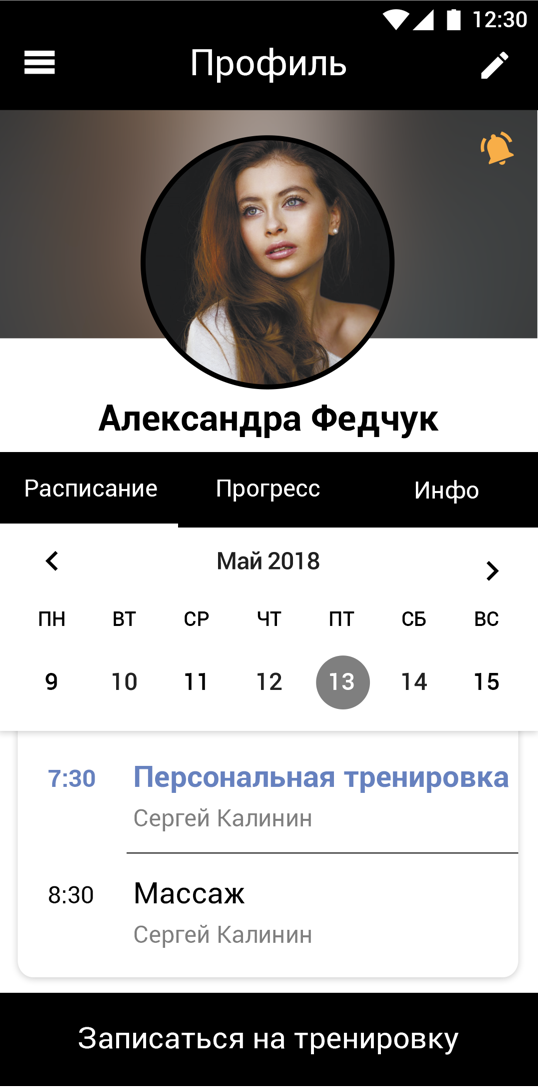 12:30
Профиль
Александра Федчук
Расписание Прогресс Инфо
Май 2018
ПН ВТ СР ЧТ ПТ СБ ВС
9 10 11 12 13 14 15
7:30 Персональная тренировка
Сергей Калинин
8:30 Массаж
Сергей Калинин
Записаться на тренировку